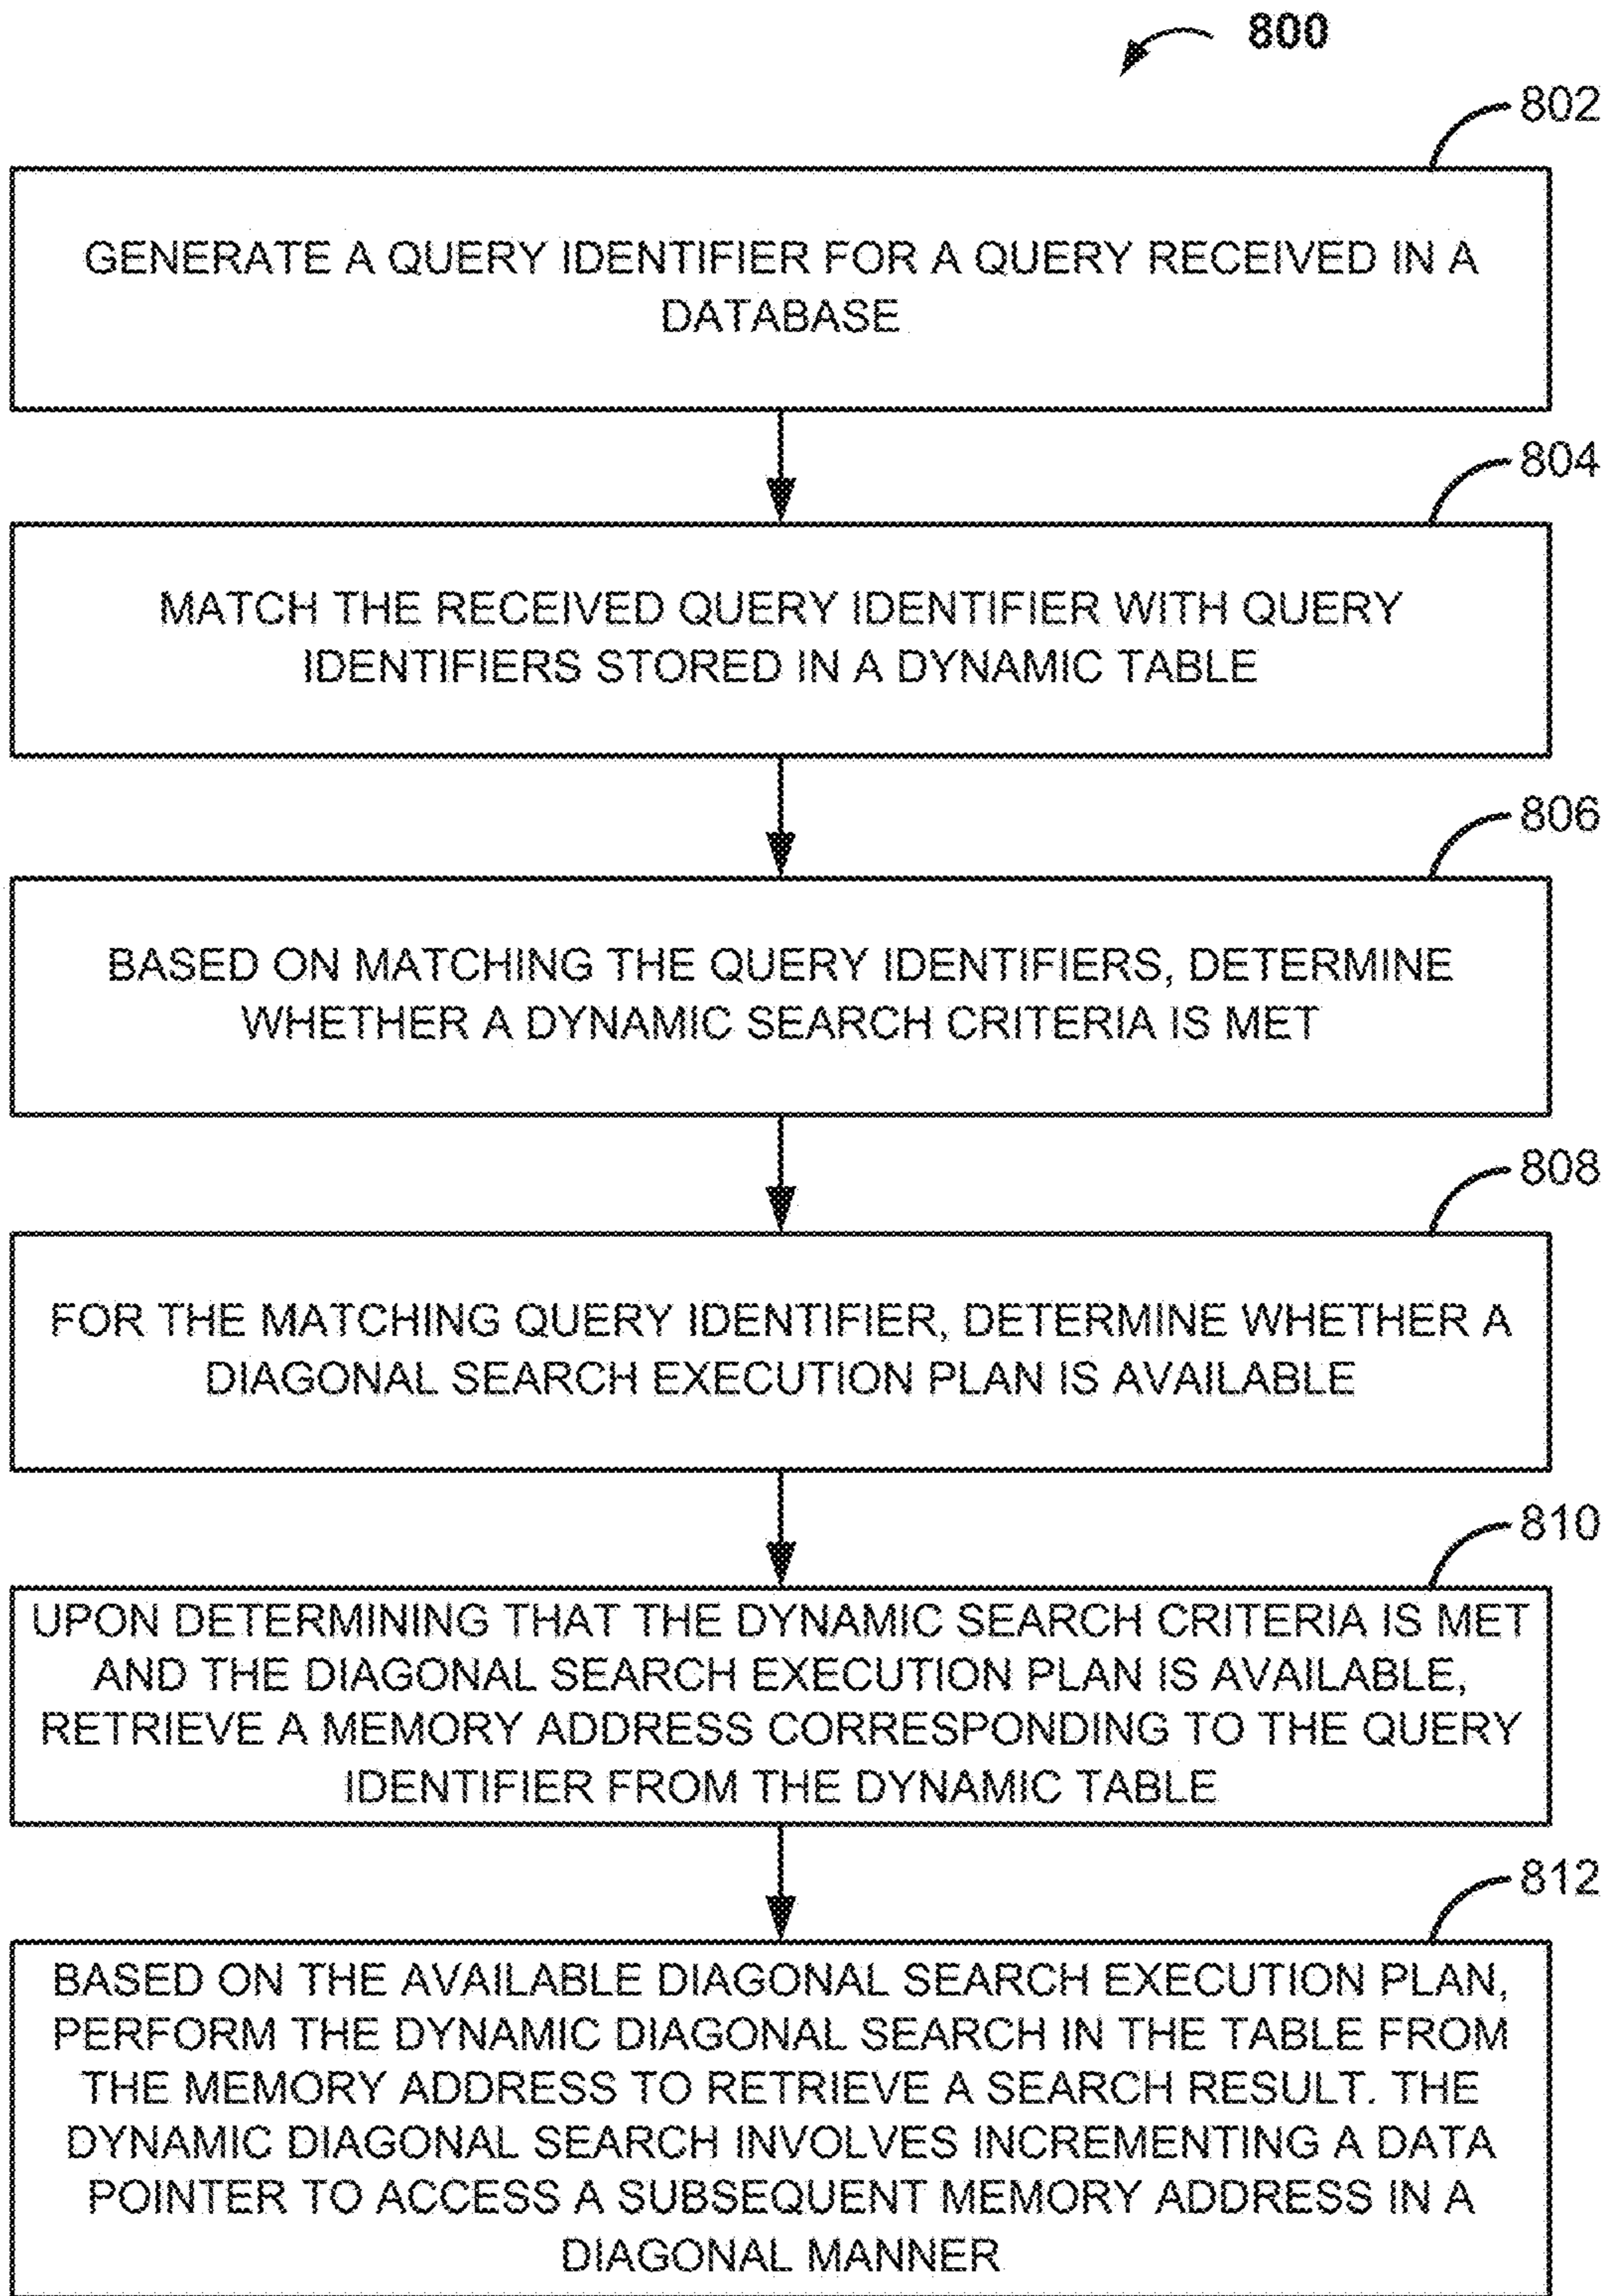 800
802
GENERATE A QUERY IDENTIFIER FOR A QUERY RECEIVED IN A
DATABASE
804
MATCH THE RECEIVED QUERY IDENTIFIER WITH QUERY
IDENTIFIERS STORED IN A DYNAMIC TABLE
806
BASED ON MATCHING THE QUERY IDENTIFIERS, DETERMINE
WHETHER A DYNAMIC SEARCH CRITERIA IS MET
808
FOR THE MATCHING QUERY IDENTIFIER, DETERMINE WHETHER A
DIAGONAL SEARCH EXECUTION PLAN IS AVAILABLE
810
UPON DETERMINING THAT THE DYNAMIC SEARCH CRITERIA IS MET
AND THE DIAGONAL SEARCH EXECUTION PLAN IS AVAILABLE,
RETRIEVE A MEMORY ADDRESS CORRESPONDING TO THE QUERY
IDENTIFIER FROM THE DYNAMIC TABLE
812
BASED ON THE AVAILABLE DIAGONAL SEARCH EXECUTION PLAN,
PERFORM THE DYNAMIC DIAGONAL SEARCH IN THE TABLE FROM
THE MEMORY ADDRESS TO RETRIEVE A SEARCH RESULT. THE
DYNAMIC DIAGONAL SEARCH INVOLVES INCREMENTING A DATA
POINTER TO ACCESS A SUBSEQUENT MEMORY ADDRESS IN A
DIAGONAL MANNER